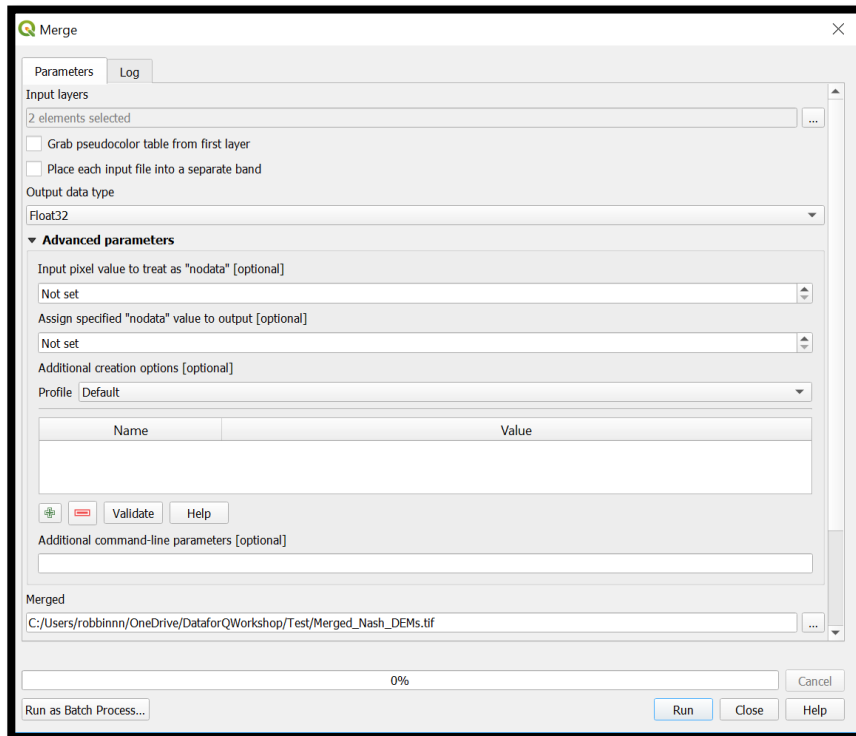 Merge
Parameters
Log
Input layers
2 elements selected
...
Grab pseudocolor table from first layer
Place each input file into a separate band
Output data type
Float32
Advanced parameters
Input pixel value to treat as "nodata" [optional]
Not set
Assign specified "nodata" value to output [optional]
Not set
Additional creation options [optional]
Profile Default
Name Value
Validate Help
Additional command-line parameters [optional]
Merged
C:/Users/robbinnn/OneDrive/DataforQWorkshop/Test/Merged_Nash_DEMs.tif
...
0%
Cancel
Run as Batch Process...
Run Close Help